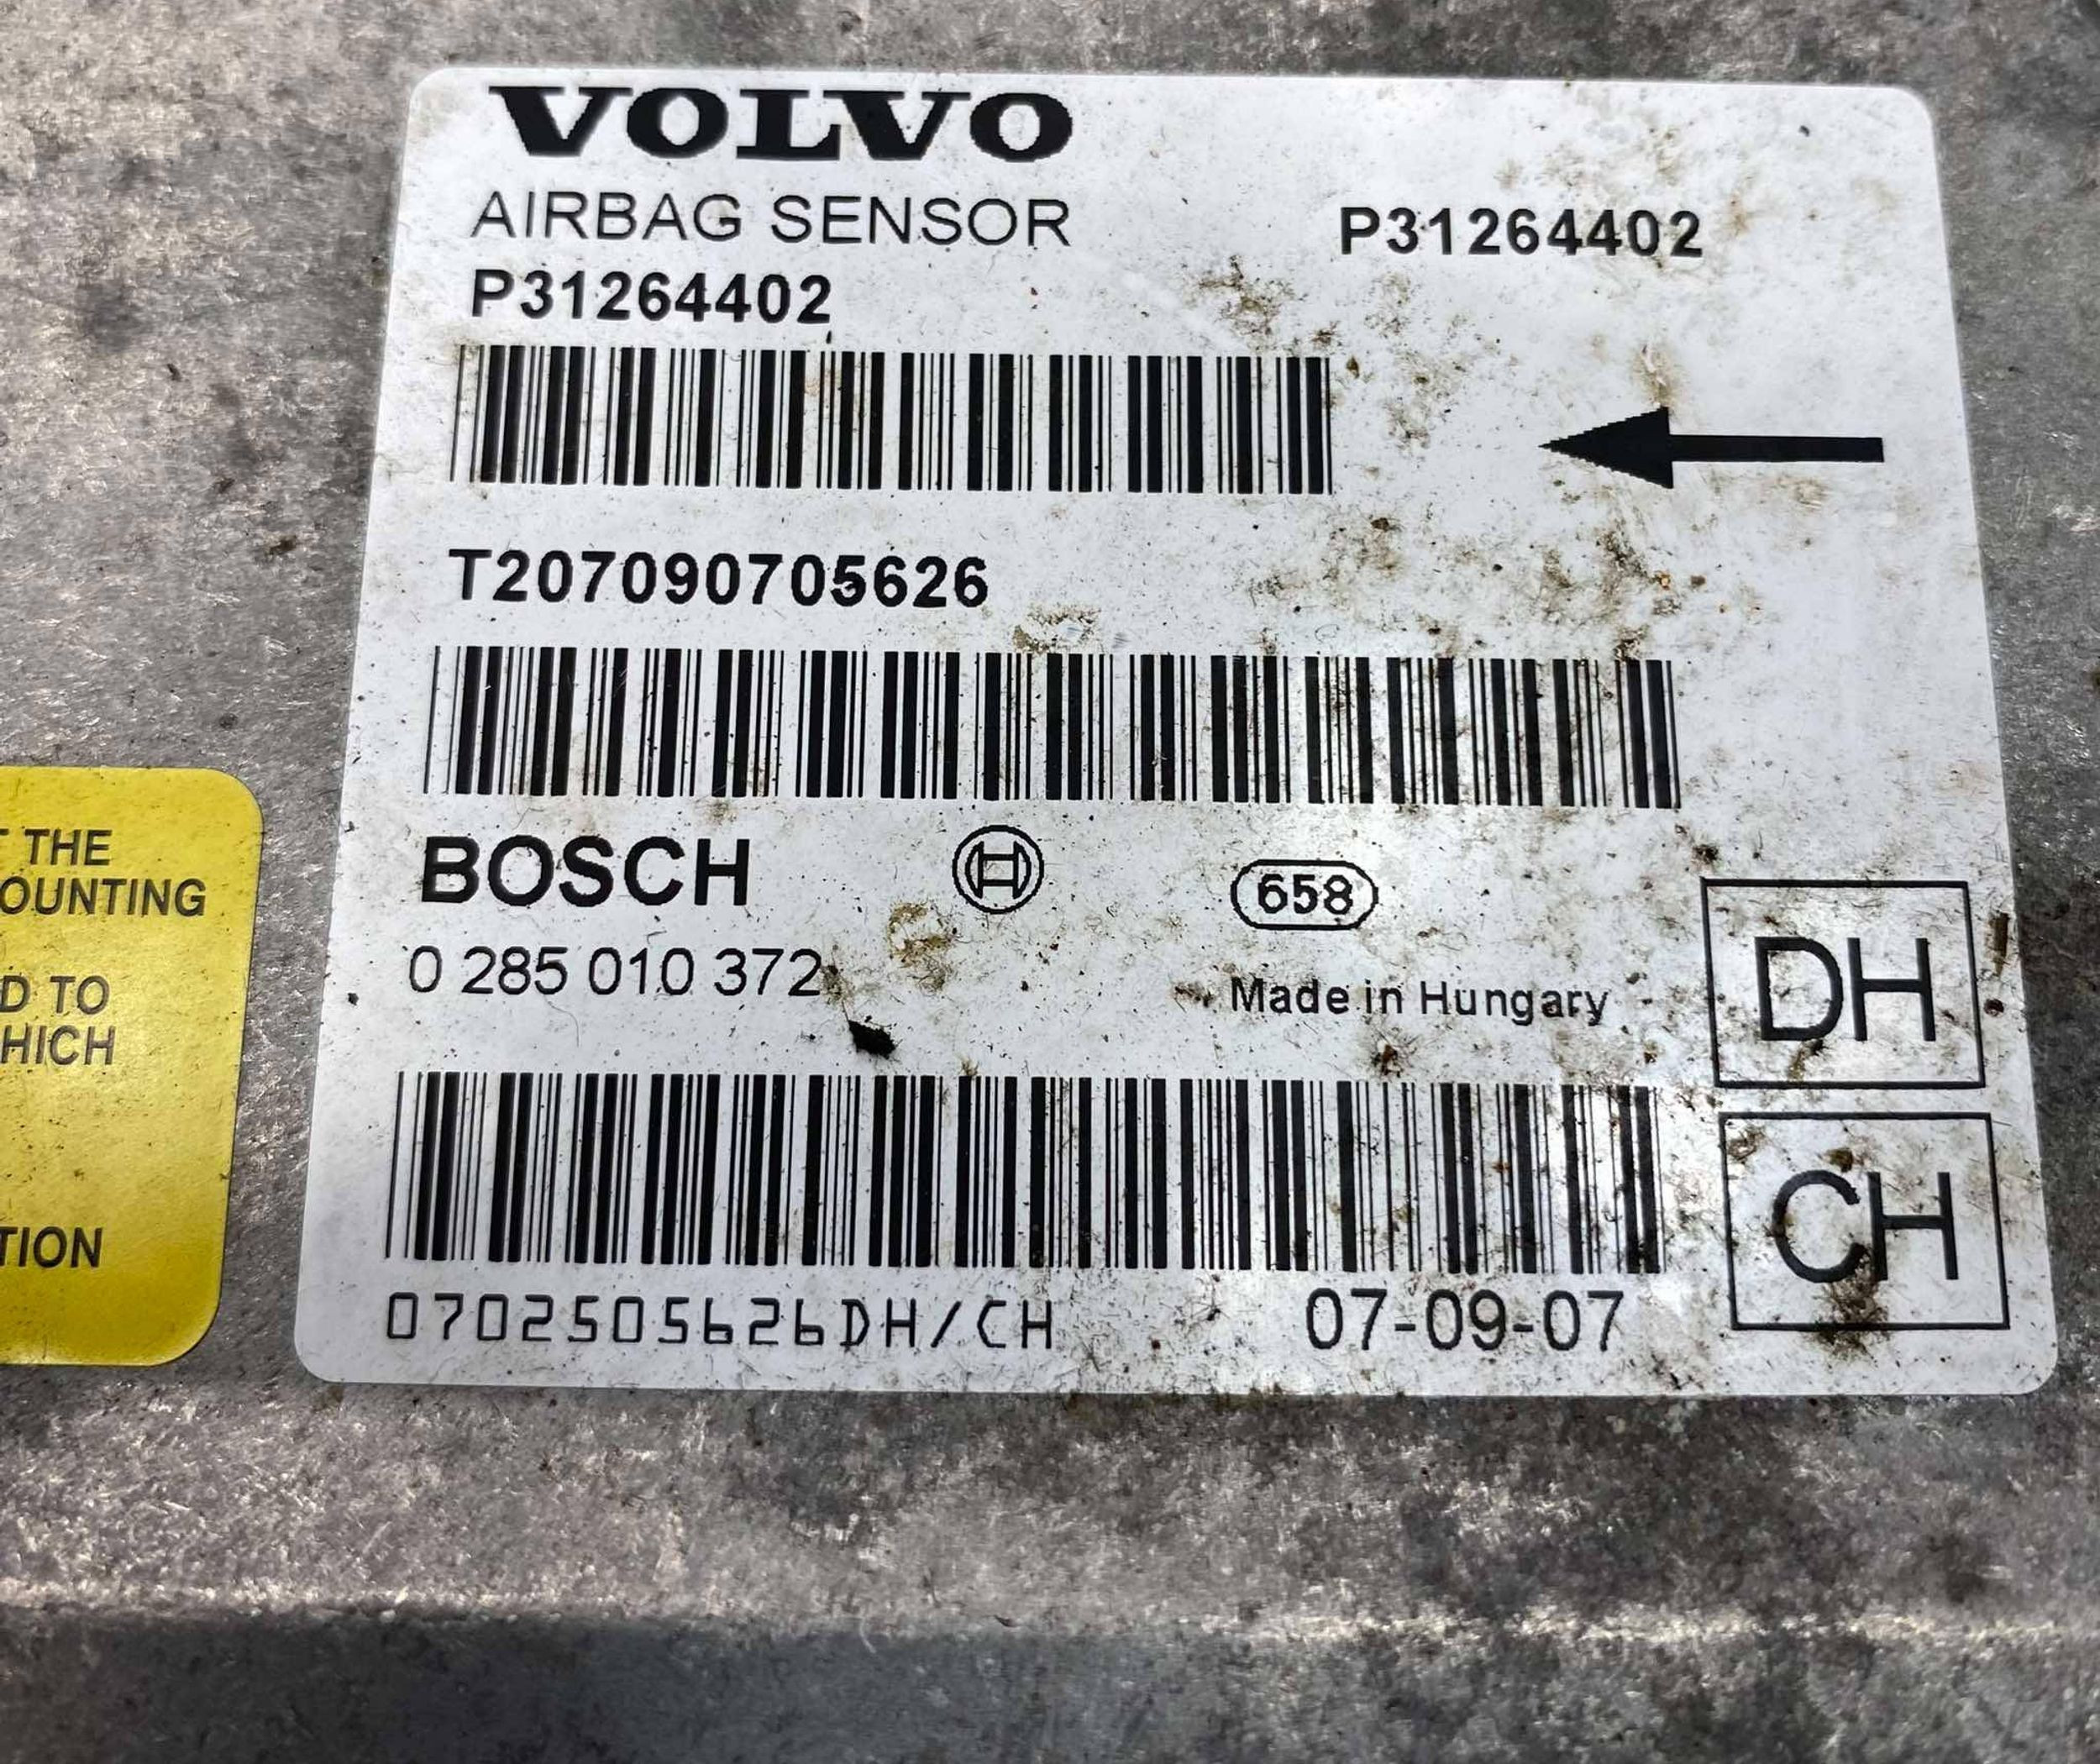 VOLVO
AIRBAG SENSOR P31264402
P31264402
T207090705626
BOSCH 658
0 285 010 372
Made in Hungary
DH
CH
0702505626DH/CH 07-09-07
THE
OUNTING
D TO
HICH
TION